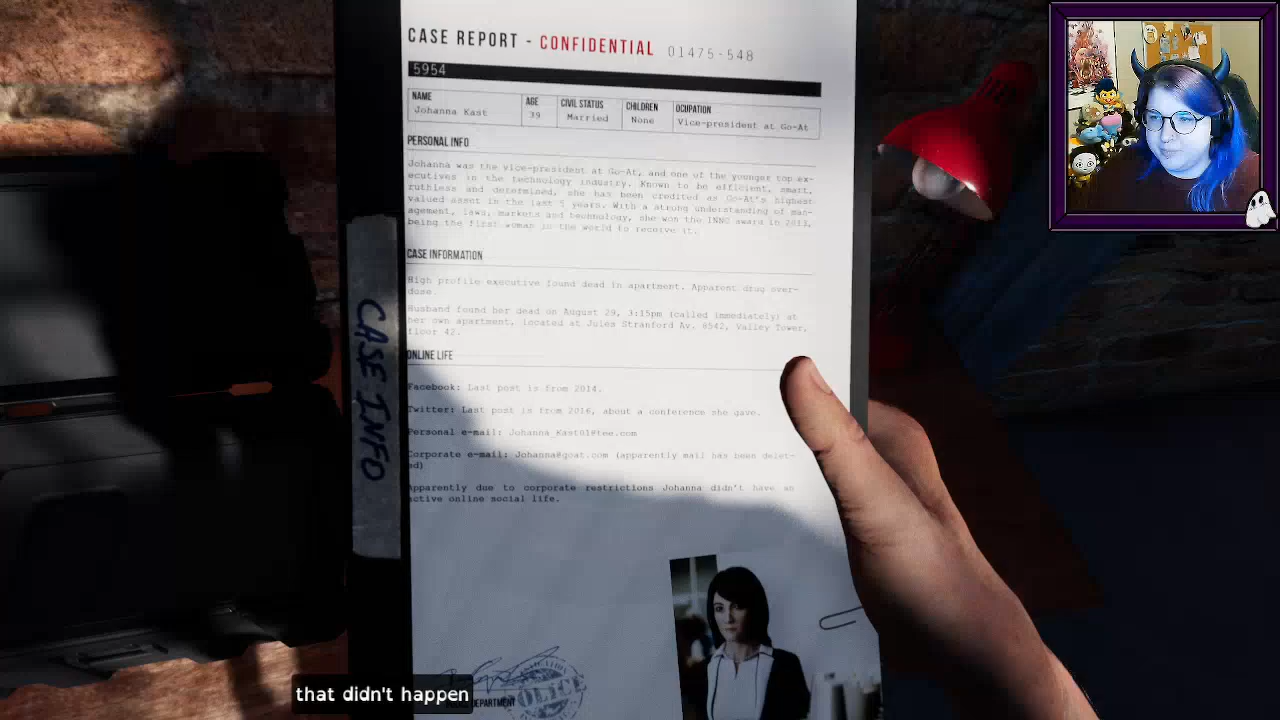 CASE REPORT - CONFIDENTIAL 01475-548
5954
NAME AGE CIVIL STATUS CHILDREN OCUPATION
Johanna Kast 39 Married None Vice-president at Go-At
PERSONAL INFO
Johanna was the vice-president at Go-At, and one of the younger top ex-
ecutives in the technology industry. Known to be efficient, smart,
ruthless and determined, she has been credited as Go-At's highest
valued asset in the last 5 years. With a strong understanding of man-
agement, laws, markets and technology, she won the INNC award in 2013,
being the first woman in the world to receive it.
CASE INFORMATION
High profile executive found dead in apartment. Apparent drug over-
dose.
Husband found her dead on August 29, 3:15pm (called immediately) at
her own apartment, located at Jules Stranford Av. 8542, Valley Tower,
floor 42.
ONLINE LIFE
Facebook: Last post is from 2014.
Twitter: Last post is from 2016, about a conference she gave.
Personal e-mail: Johanna_Kast01@tee.com
Corporate e-mail: Johanna@goat.com (apparently mail has been delet-
ed)
Apparently due to corporate restrictions Johanna didn't have an
active online social life.
CASE INFO
POLICE
DEPARTMENT
that didn't happen